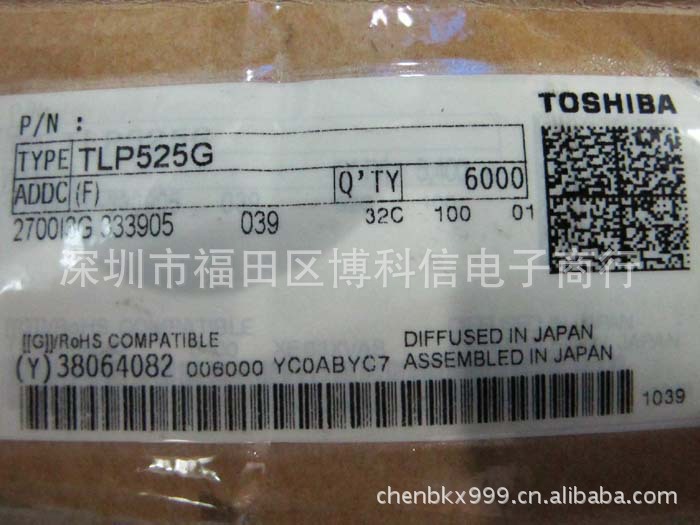 TOSHIBA
P/N :
TYPE TLP525G
ADDC (F) Q'TY 6000
333905 039 32C 100 01
深圳市福田区博科信电子商行
[[G]]/RoHS COMPATIBLE DIFFUSED IN JAPAN
(Y)38064082 006000 YC0ABYC7 ASSEMBLED IN JAPAN
1039
chenbkx999.cn.alibaba.com